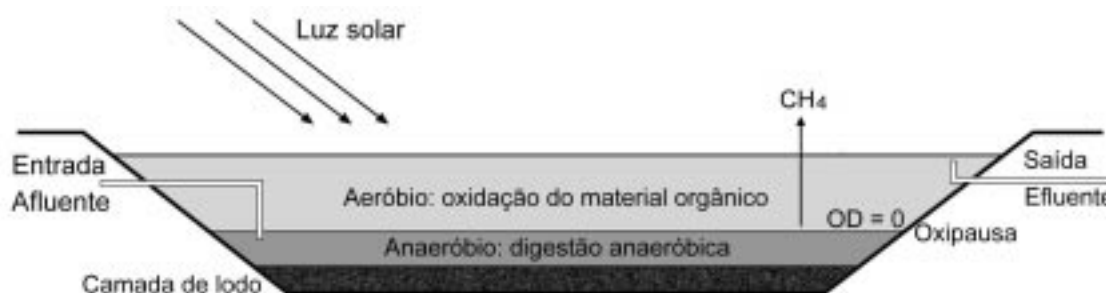 Luz solar
CH₄
Entrada
Afluente
Saída
Efluente
Aeróbio: oxidação do material orgânico
OD = 0
Oxipausa
Anaeróbio: digestão anaeróbica
Camada de lodo